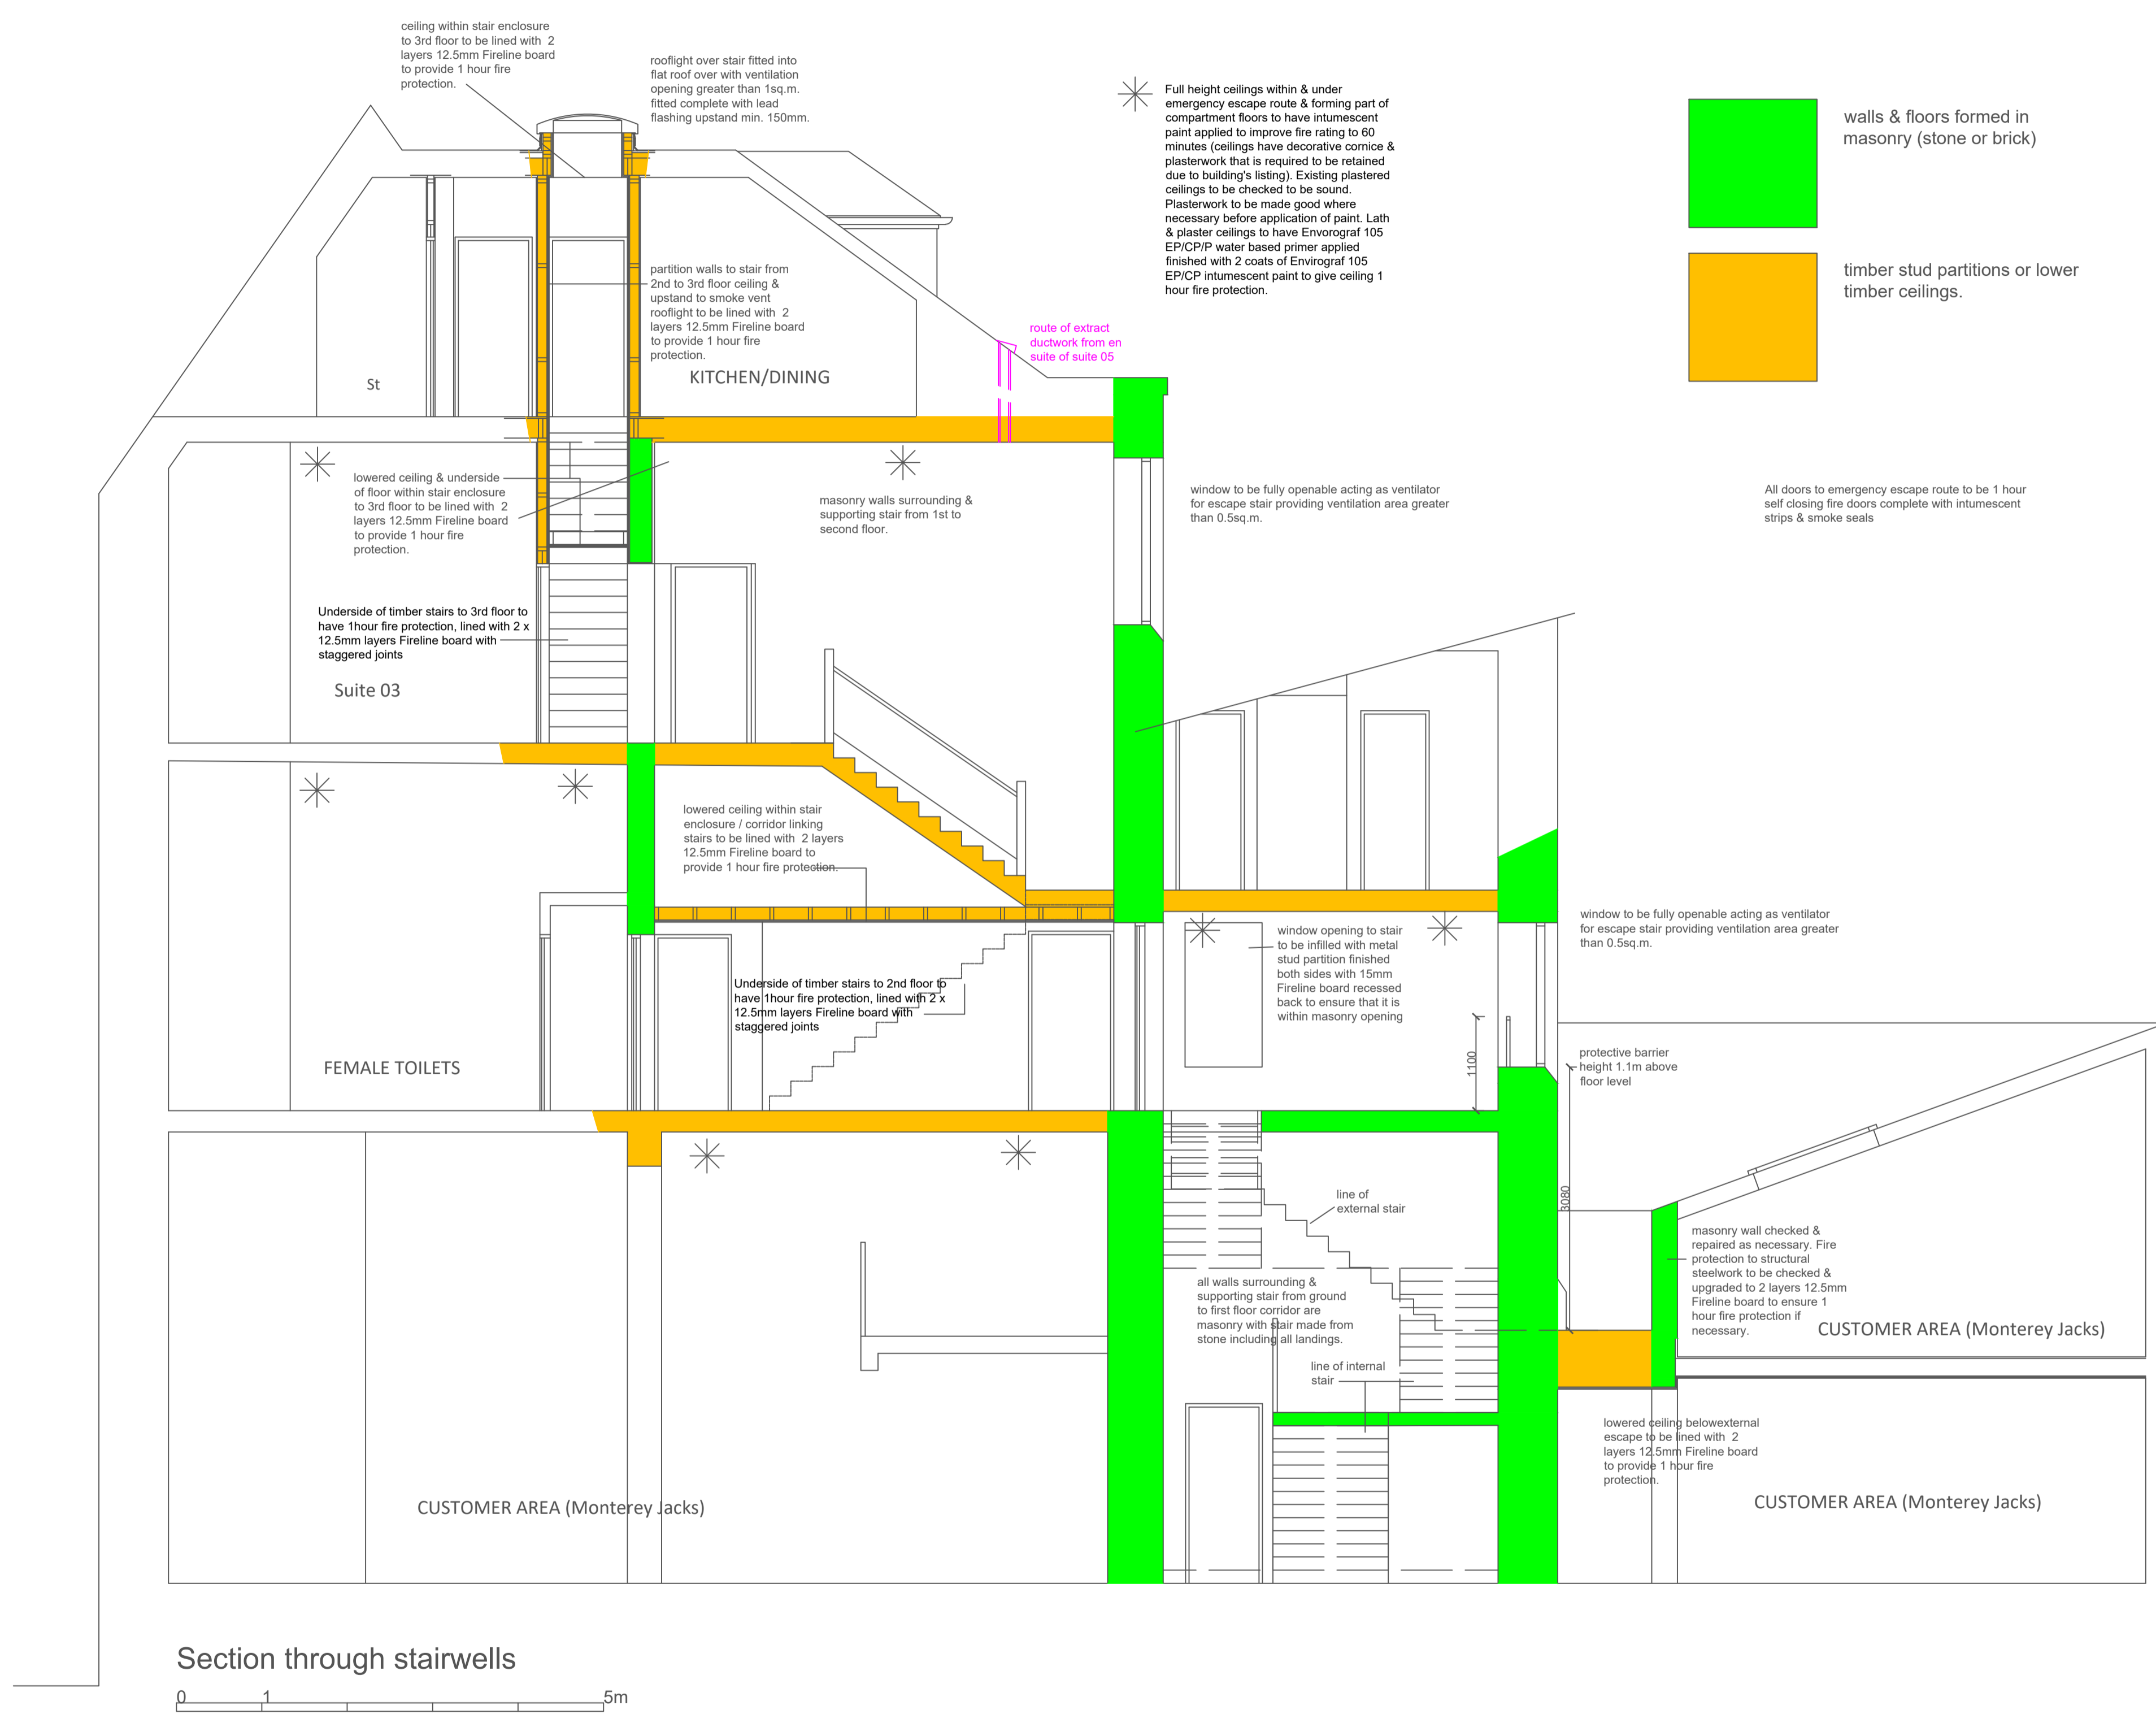 ceiling within stair enclosure
to 3rd floor to be lined with 2
layers 12.5mm Fireline board
to provide 1 hour fire
protection.
rooflight over stair fitted into
flat roof over with ventilation
opening greater than 1sq.m.
fitted complete with lead
flashing upstand min. 150mm.
Full height ceilings within & under
emergency escape route & forming part of
compartment floors to have intumescent
paint applied to improve fire rating to 60
minutes (ceilings have decorative cornice &
plasterwork that is required to be retained
due to building's listing). Existing plastered
ceilings to be checked to be sound.
Plasterwork to be made good where
necessary before application of paint. Lath
& plaster ceilings to have Envorograf 105
EP/CP/P water based primer applied
finished with 2 coats of Envirograf 105
EP/CP intumescent paint to give ceiling 1
hour fire protection.
walls & floors formed in
masonry (stone or brick)
timber stud partitions or lower
timber ceilings.
partition walls to stair from
2nd to 3rd floor ceiling &
upstand to smoke vent
rooflight to be lined with 2
layers 12.5mm Fireline board
to provide 1 hour fire
protection.
route of extract
ductwork from en
suite of suite 05
St
KITCHEN/DINING
lowered ceiling & underside
of floor within stair enclosure
to 3rd floor to be lined with 2
layers 12.5mm Fireline board
to provide 1 hour fire
protection.
masonry walls surrounding &
supporting stair from 1st to
second floor.
window to be fully openable acting as ventilator
for escape stair providing ventilation area greater
than 0.5sq.m.
All doors to emergency escape route to be 1 hour
self closing fire doors complete with intumescent
strips & smoke seals
Underside of timber stairs to 3rd floor to
have 1hour fire protection, lined with 2 x
12.5mm layers Fireline board with
staggered joints
Suite 03
lowered ceiling within stair
enclosure / corridor linking
stairs to be lined with 2 layers
12.5mm Fireline board to
provide 1 hour fire protection.
window opening to stair
to be infilled with metal
stud partition finished
both sides with 15mm
Fireline board recessed
back to ensure that it is
within masonry opening
window to be fully openable acting as ventilator
for escape stair providing ventilation area greater
than 0.5sq.m.
Underside of timber stairs to 2nd floor to
have 1hour fire protection, lined with 2 x
12.5mm layers Fireline board with
staggered joints
FEMALE TOILETS
1100
protective barrier
height 1.1m above
floor level
3080
line of
external stair
masonry wall checked &
repaired as necessary. Fire
protection to structural
steelwork to be checked &
upgraded to 2 layers 12.5mm
Fireline board to ensure 1
hour fire protection if
necessary.
CUSTOMER AREA (Monterey Jacks)
all walls surrounding &
supporting stair from ground
to first floor corridor are
masonry with stair made from
stone including all landings.
line of internal
stair
lowered ceiling belowexternal
escape to be lined with 2
layers 12.5mm Fireline board
to provide 1 hour fire
protection.
CUSTOMER AREA (Monterey Jacks)
CUSTOMER AREA (Monterey Jacks)
Section through stairwells
0 1 5m